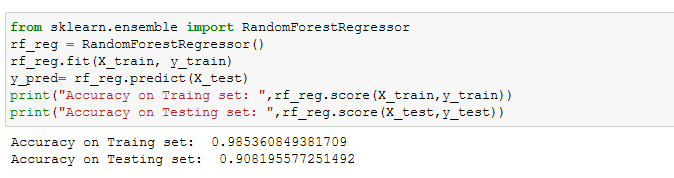 from sklearn.ensemble import RandomForestRegressor
rf_reg = RandomForestRegressor()
rf_reg.fit(X_train, y_train)
y_pred= rf_reg.predict(X_test)
print("Accuracy on Traing set: ",rf_reg.score(X_train,y_train))
print("Accuracy on Testing set: ",rf_reg.score(X_test,y_test))
Accuracy on Traing set:  0.985360849381709
Accuracy on Testing set:  0.908195577251492